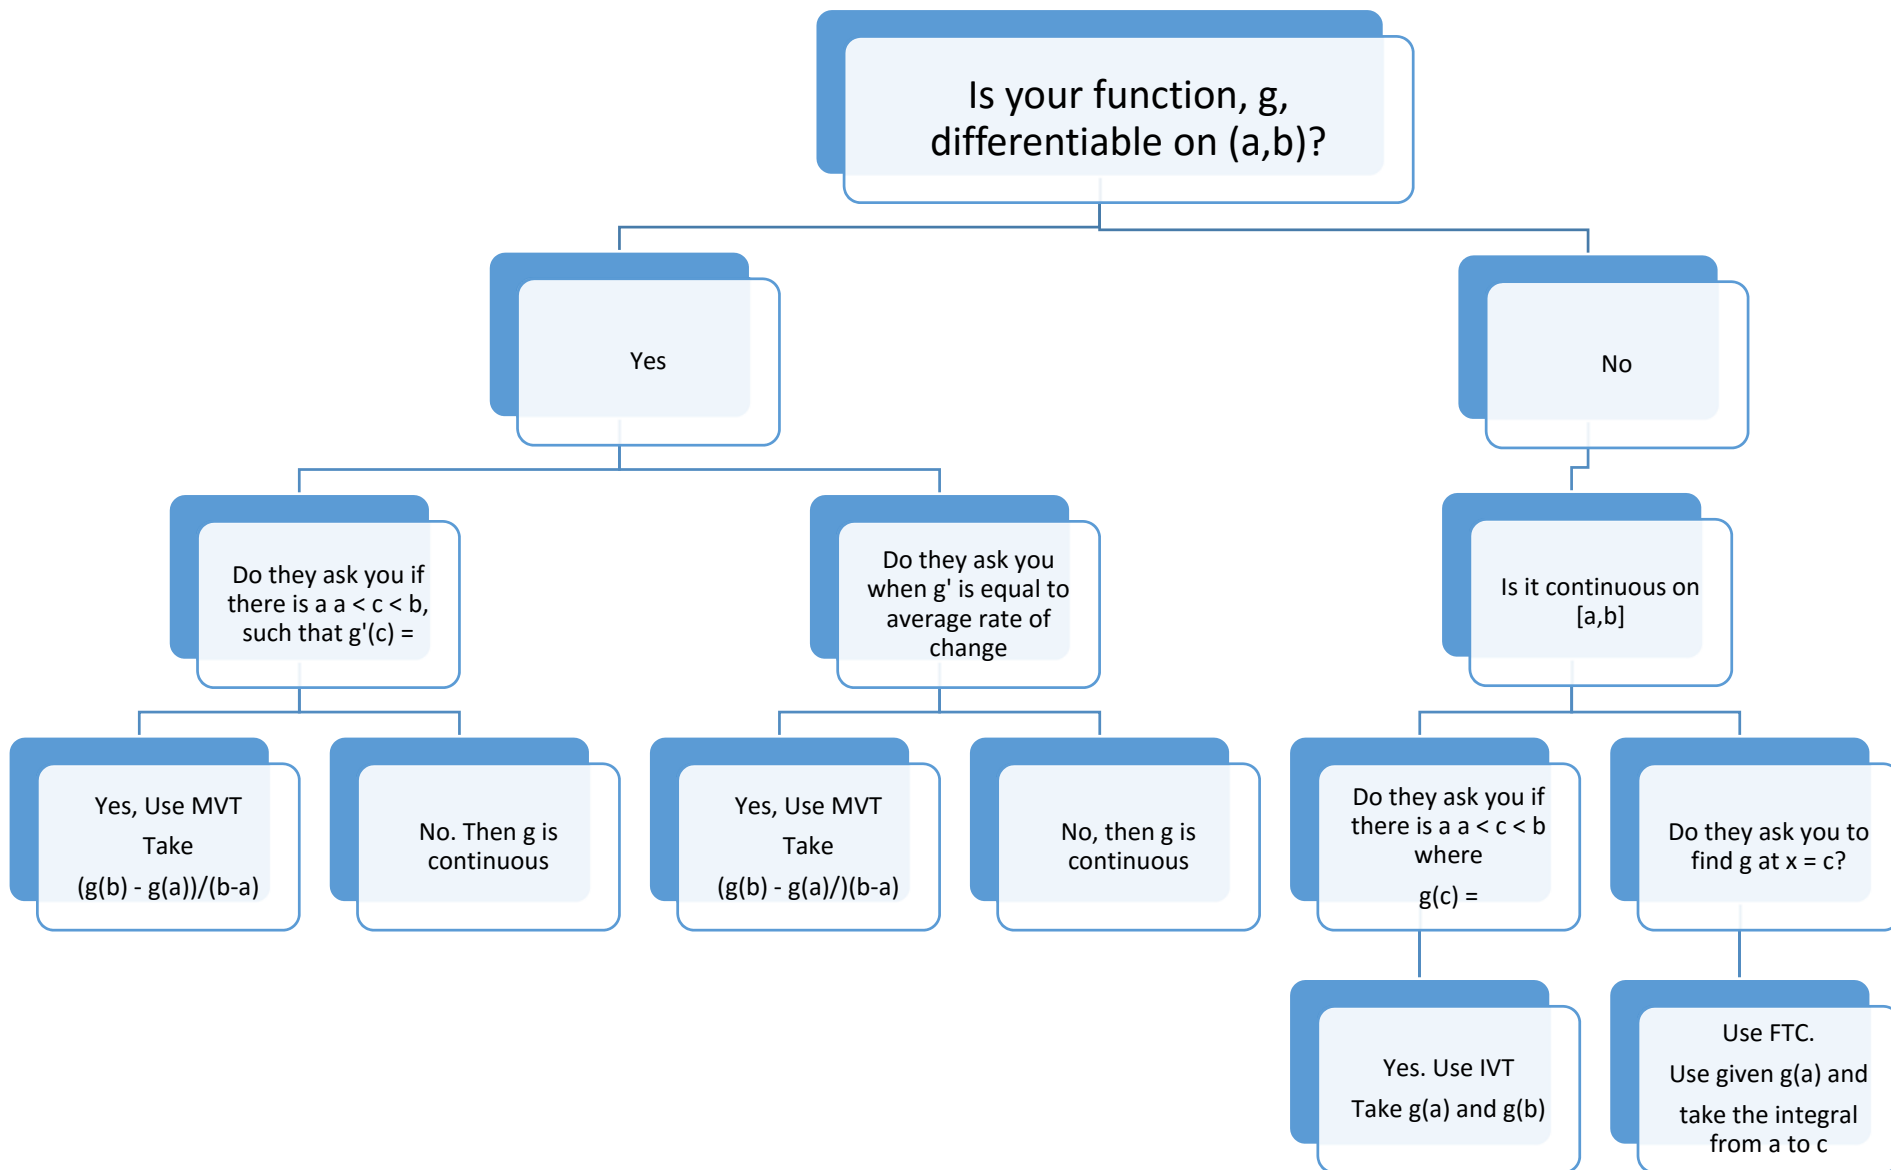 Is your function, g,
differentiable on (a,b)?
Yes
No
Do they ask you if
there is a a < c < b,
such that g'(c) =
Do they ask you
when g' is equal to
average rate of
change
Is it continuous on
[a,b]
Yes, Use MVT
Take
(g(b) - g(a))/(b-a)
No. Then g is
continuous
Yes, Use MVT
Take
(g(b) - g(a)/)(b-a)
No, then g is
continuous
Do they ask you if
there is a a < c < b
where
g(c) =
Do they ask you to
find g at x = c?
Yes. Use IVT
Take g(a) and g(b)
Use FTC.
Use given g(a) and
take the integral
from a to c